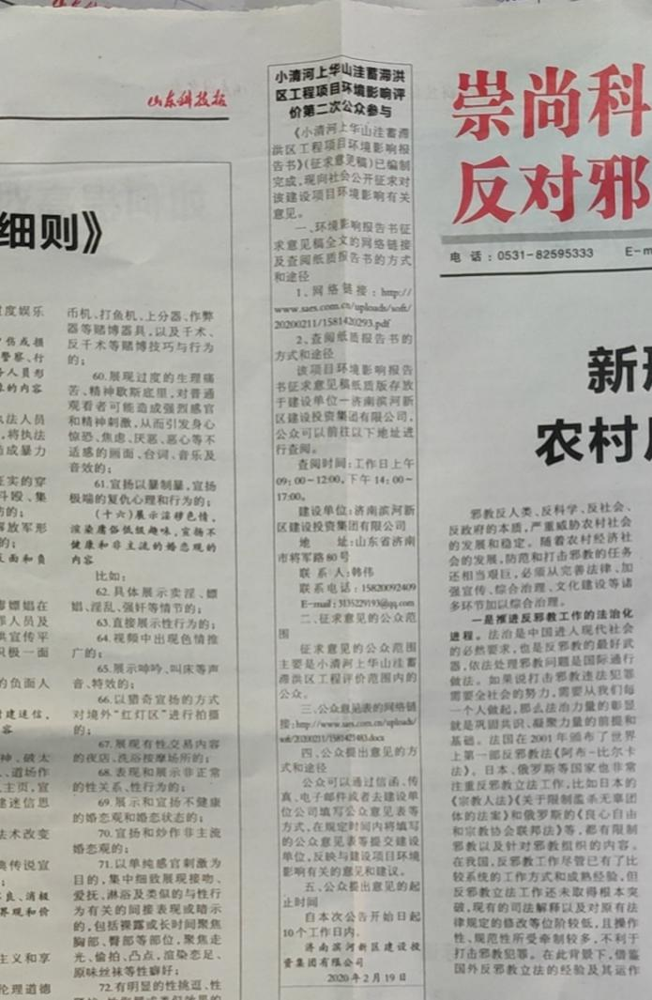 山东科技报
细则》
度娱乐
伤或损
警察、行
人员形
的内容
执法人员
，将执法
成暴力
正实的穿
斗殴、集
的；
解放军形
的；
面和负
嫖娼在
罪人员及
洪宣传平
积极一面
的负面人
建迷信，
容
神、破太
、道场作
主页，宣
建迷信思
法术改变
典传说宣
；
良、消极
界观和价
主义和享
伦理道德
币机、打鱼机、上分器、作弊
器等赌博器具，以及千术、
反千术等赌博技巧与行为
的；
60.展现过度的生理痛
苦、精神歇斯底里，对普通
观看者可能造成强烈感官
和精神刺激，从而引发身心
惊恐、焦虑、厌恶、恶心等不
适感的画面、台词、音乐及
音效的；
61.宣扬以暴制暴，宣扬
极端的复仇心理和行为的；
(十六)展示淫秽色情，
渲染庸俗低级趣味，宣扬不
健康和非主流的婚恋观的
内容
比如：
62.具体展示卖淫、嫖
娼、淫乱、强奸等情节的；
63.直接展示性行为的；
64.视频中出现色情推
广的；
65.展示呻吟、叫床等声
音、特效的；
66.以猎奇宣扬的方式
对境外“红灯区”进行拍摄
的；
67.展现有性交易内容
的夜店、洗浴按摩场所的；
68.表现和展示非正常
的性关系、性行为的；
69.展示和宣扬不健康
的婚恋观和婚恋状态的；
70.宣扬和炒作非主流
婚恋观的；
71.以单纯感官刺激为
目的，集中细致展现接吻、
爱抚、淋浴及类似的与性行
为有关的间接表现或暗示
的，包括裸露或长时间聚焦
胸部、臀部等部位，聚焦走
光、偷拍、凸点，渲染恋足、
原味丝袜等性癖好；
72.有明显的性挑逗、性
小清河上华山洼蓄滞洪
区工程项目环境影响评
价第二次公众参与
《小清河上华山洼蓄滞
洪区工程项目环境影响报
告书》(征求意见稿)已编制
完成，现向社会公开征求对
该建设项目环境影响有关
意见。
一、环境影响报告书征
求意见稿全文的网络链接
及查阅纸质报告书的方式
和途径
1、网络链接：http://
www.saes.com.cn/uploads/soft/
20200211/1581420293.pdf
2、查阅纸质报告书的
方式和途径
该项目环境影响报告
书征求意见稿纸质版存放
于建设单位－济南滨河新
区建设投资集团有限公司，
公众可以前往以下地址进
行查阅。
查阅时间：工作日上午
09：00～12:00，下午14：00～
17:00。
建设单位：济南滨河新
区建设投资集团有限公司
地 址：山东省济南
市将军路80号
联系人：韩伟
联系电话：15820092409
E-mail：3135229193@qq.com
二、征求意见的公众范
围
征求意见的公众范围
主要是小清河上华山洼蓄
滞洪区工程评价范围内的
公众。
三、公众意见表的网络链
接：http://www.saes.com.cn/uploads/
soft/20200211/1581421483.docx
四、公众提出意见的方
式和途径
公众可以通过信函、传
真、电子邮件或者去建设单
位公司填写公众意见表等
方式，在规定时间内将填写
的公众意见表等提交建设
单位，反映与建设项目环境
影响有关的意见和建议。
五、公众提出意见的起
止时间
自本次公告开始日起
10个工作日内。
济南滨河新区建设投
资集团有限公司
2020年2月19日
崇尚科
反对邪
电 话：0531-82595333 E-m
新
农村
邪教反人类、反科学、反社会、
反政府的本质，严重威胁农村社会
的发展和稳定。随着农村经济社
会的发展，防范和打击邪教的任务
还相当艰巨，必须从完善法律、加
强宣传、综合治理、文化建设等诸
多环节加以综合治理。
一是推进反邪教工作的法治化
进程。法治是中国进入现代社会
的必然要求，也是反邪教的最好武
器，依法处理邪教问题是国际通行
做法。如果说打击邪教违法犯罪
需要全社会的努力，需要从我们每
一个人做起，那么法治力量的彰显
就是巩固共识、凝聚力量的前提和
基础。法国在2001年颁布了世界
上第一部反邪教法《阿布－比尔卡
法》。日本、俄罗斯等国家也非常
注重反邪教立法工作，比如日本的
《宗教人法》《关于限制滥杀无辜团
体的法案》和俄罗斯的《良心自由
和宗教协会联邦法》等，都有限制
邪教以及针对邪教组织的内容。
在我国，反邪教工作尽管已有了比
较系统的工作方式和成熟经验，但
反邪教立法工作还未取得根本突
破，现有的司法解释以及对原有法
律规定的修改等位阶较低，且操作
性、规范性所受牵制较多，不利于
打击邪教犯罪。在此背景下，借鉴
国外反邪教立法的经验及其运作